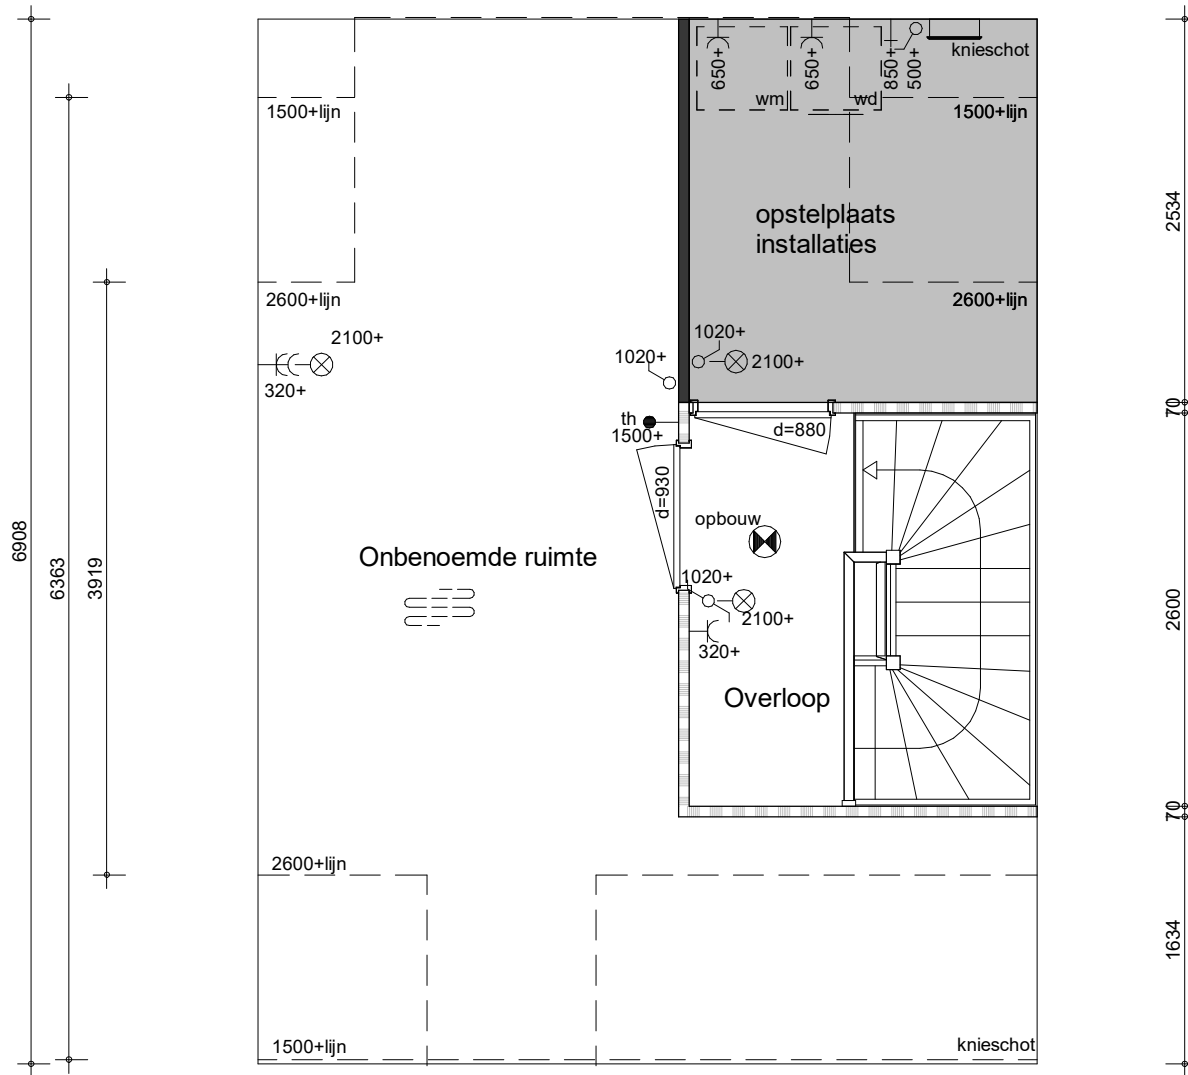 knieschot
650+
650+
850+
500+
wm
wd
1500+lijn
1500+lijn
2534
opstelplaats
installaties
2600+lijn
2600+lijn
2100+
320+
1020+
1020+
2100+
70
th
1500+
d=880
d=930
6908
6363
3919
opbouw
Onbenoemde ruimte
1020+
2100+
320+
2600
Overloop
70
2600+lijn
1634
1500+lijn
knieschot